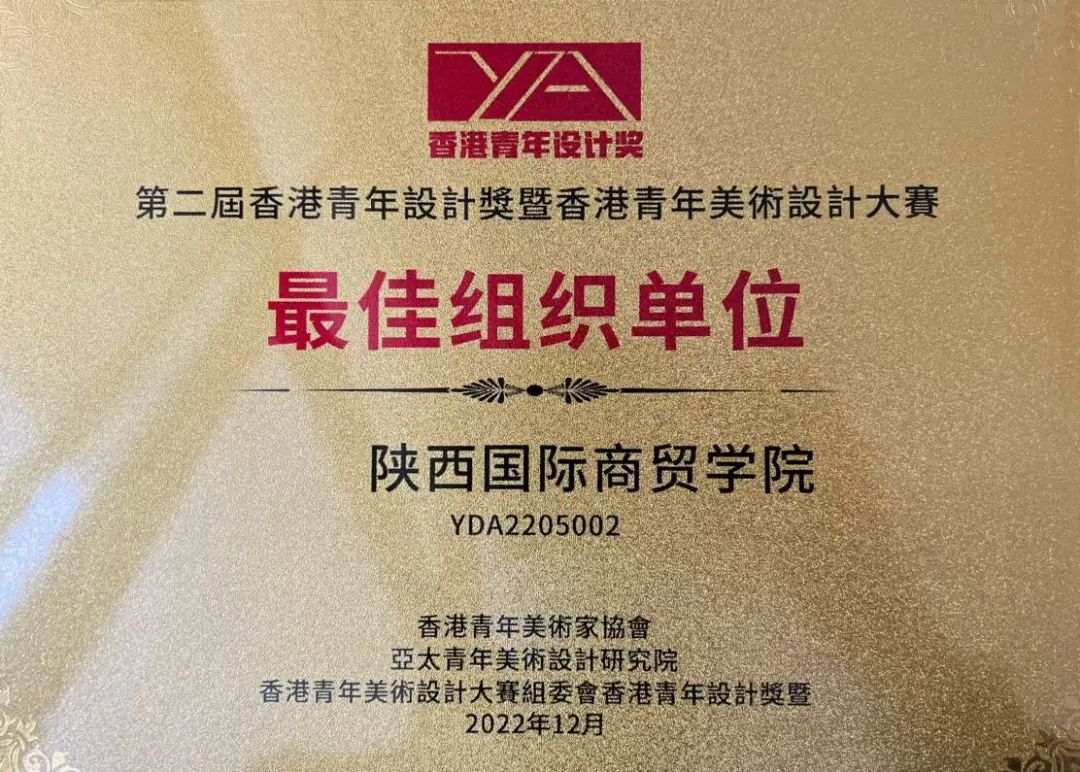 YA
香港青年设计奖
第二屆香港青年設計獎暨香港青年美術設計大賽
最佳组织单位
陕西国际商贸学院
YDA2205002
香港青年美術家協會
亞太青年美術設計研究院
香港青年美術設計大賽組委會香港青年設計獎暨
2022年12月